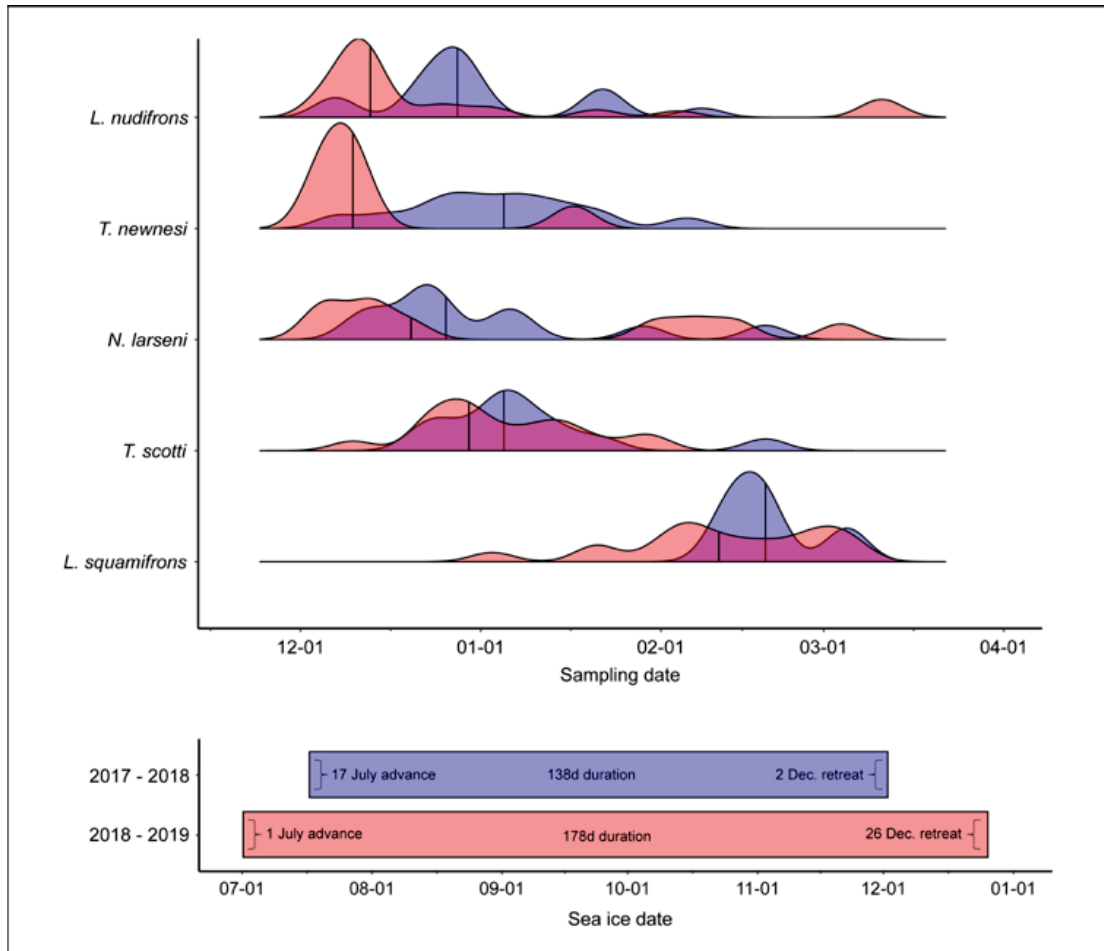 L. nudifrons
T. newnesi
N. larseni
T. scotti
L. squamifrons
12-01 01-01 02-01 03-01 04-01
Sampling date
2017 - 2018 17 July advance 138d duration 2 Dec. retreat
2018 - 2019 1 July advance 178d duration 26 Dec. retreat
07-01 08-01 09-01 10-01 11-01 12-01 01-01
Sea ice date